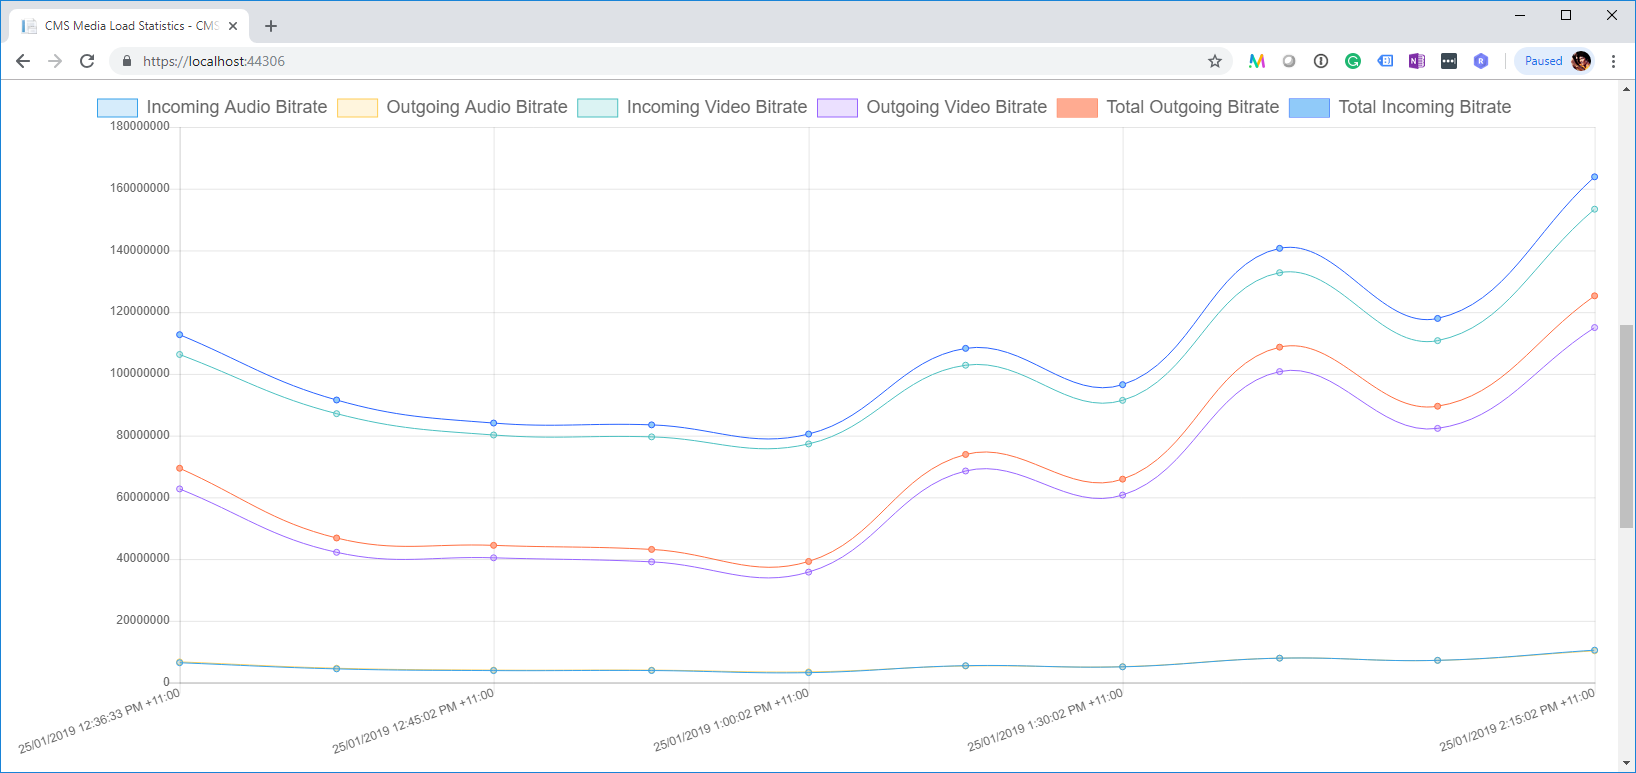 CMS Media Load Statistics - CMS
https://localhost:44306
Paused
Incoming Audio Bitrate Outgoing Audio Bitrate Incoming Video Bitrate Outgoing Video Bitrate Total Outgoing Bitrate Total Incoming Bitrate
180000000
160000000
140000000
120000000
100000000
80000000
60000000
40000000
20000000
0
25/01/2019 12:36:33 PM +11:00
25/01/2019 12:45:02 PM +11:00
25/01/2019 1:00:02 PM +11:00
25/01/2019 1:30:02 PM +11:00
25/01/2019 2:15:02 PM +11:00